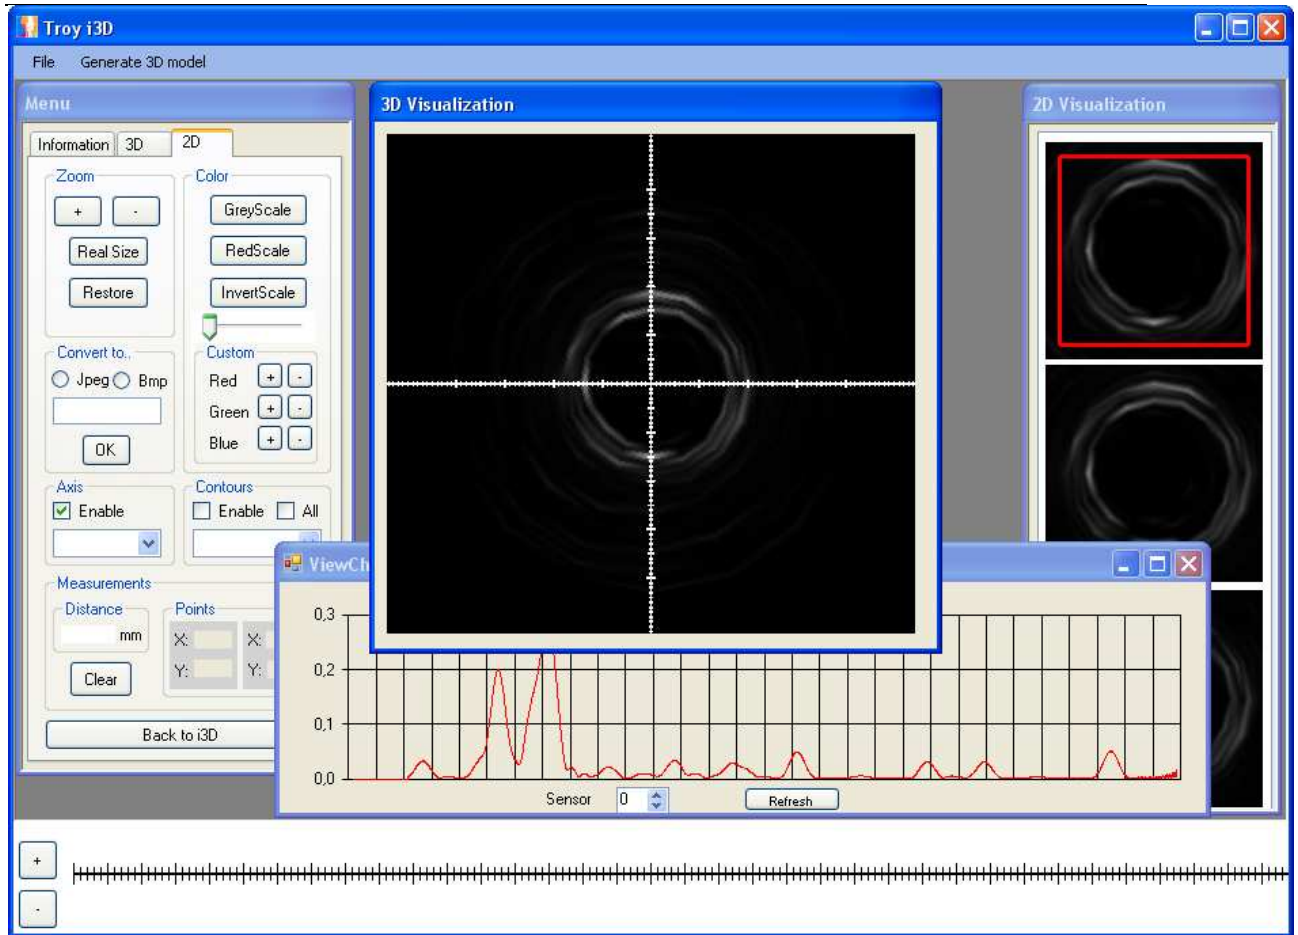 Troy i3D
File Generate 3D model
Menu
Information 3D 2D
Zoom
+ -
Real Size
Restore
Color
GreyScale
RedScale
InvertScale
Convert to..
Jpeg Bmp
OK
Custom
Red + -
Green + -
Blue + -
Axis
Enable
Contours
Enable All
Measurements
Distance
mm
Clear
Points
X: X:
Y: Y:
Back to i3D
3D Visualization
2D Visualization
0,3
0,2
0,1
0,0
Sensor 0 Refresh
+
-